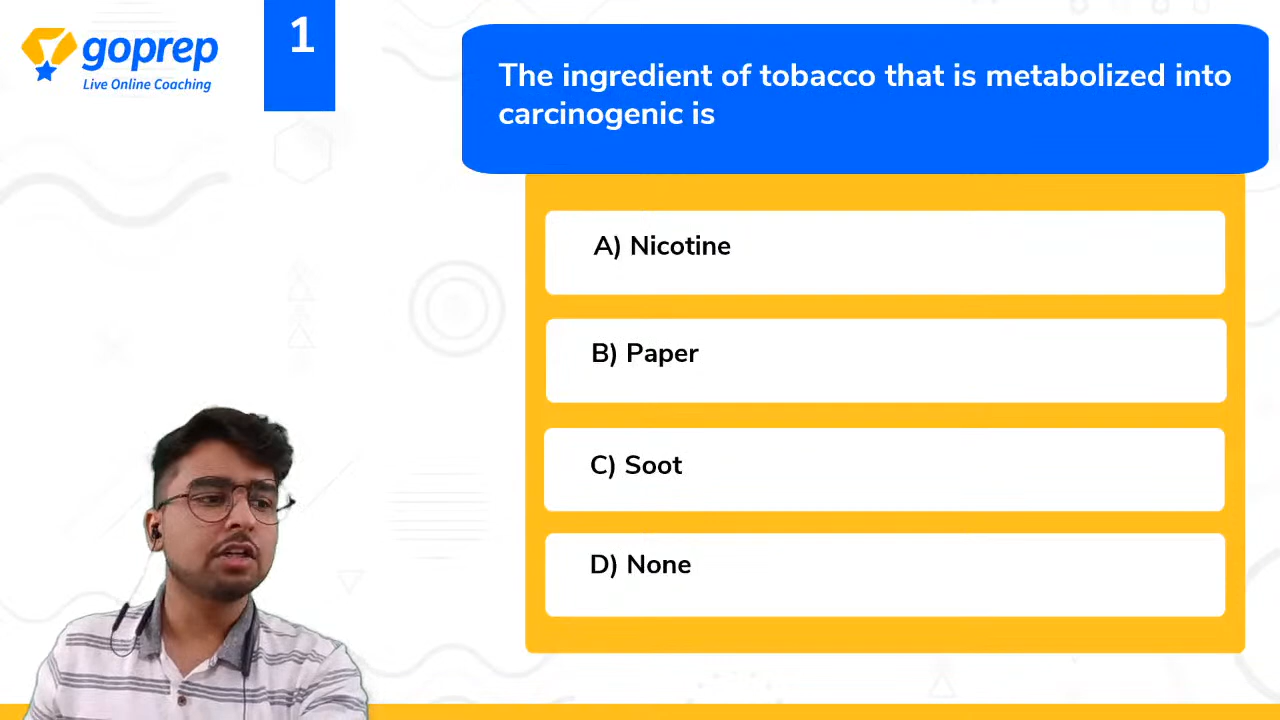 goprep
Live Online Coaching
1
The ingredient of tobacco that is metabolized into
carcinogenic is
A) Nicotine
B) Paper
C) Soot
D) None